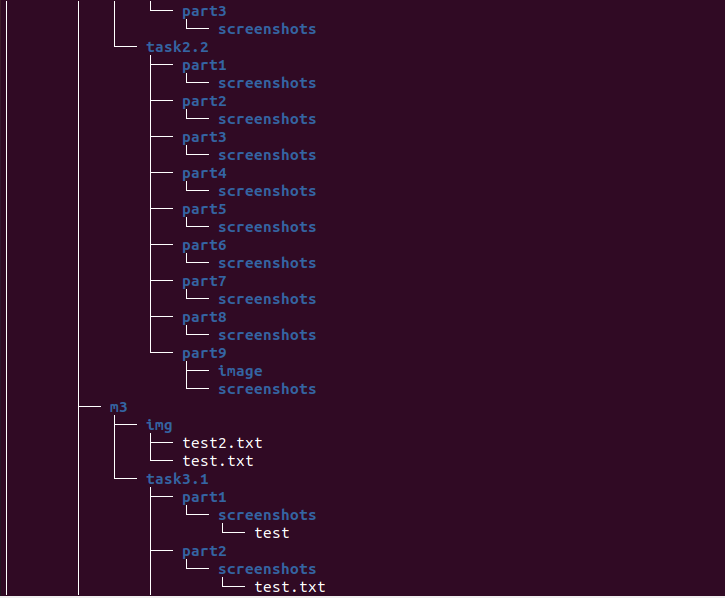 part3
screenshots
task2.2
part1
screenshots
part2
screenshots
part3
screenshots
part4
screenshots
part5
screenshots
part6
screenshots
part7
screenshots
part8
screenshots
part9
image
screenshots
m3
img
test2.txt
test.txt
task3.1
part1
screenshots
test
part2
screenshots
test.txt